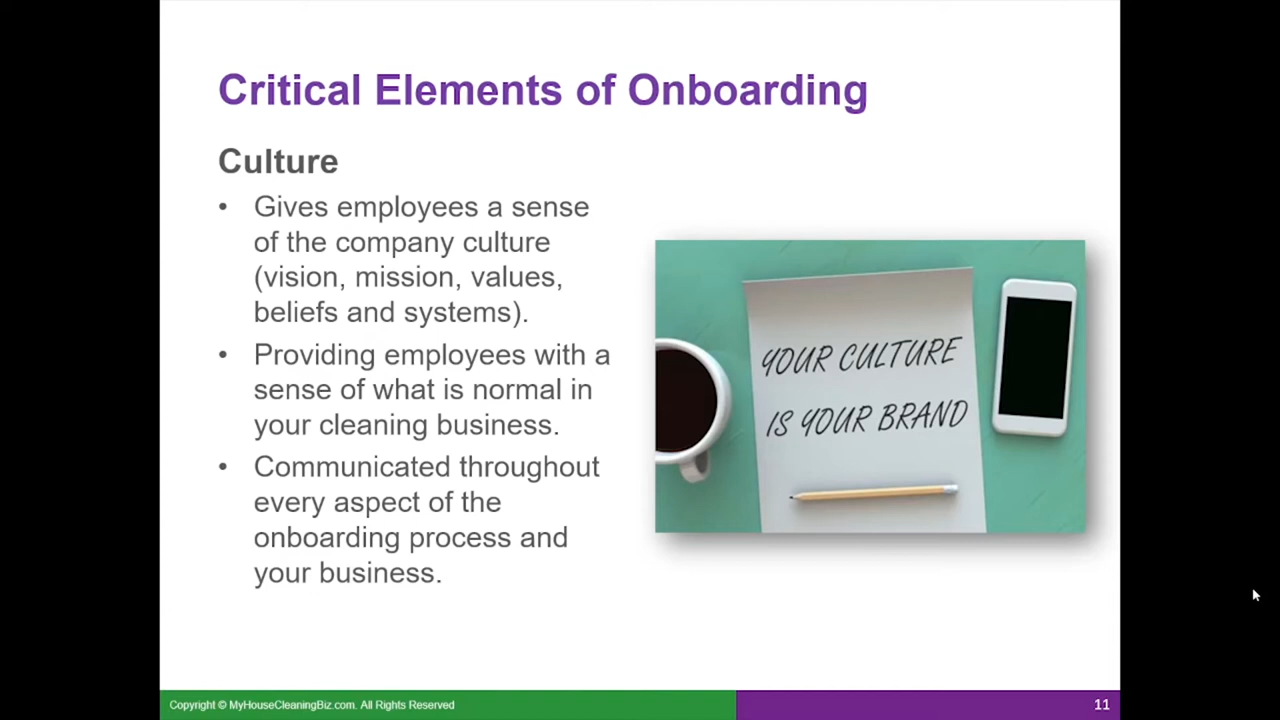 Critical Elements of Onboarding
Culture
• Gives employees a sense
of the company culture
(vision, mission, values,
beliefs and systems).
• Providing employees with a
sense of what is normal in
your cleaning business.
• Communicated throughout
every aspect of the
onboarding process and
your business.
YOUR CULTURE
IS YOUR BRAND
Copyright © MyHouseCleaningBiz.com. All Rights Reserved
11